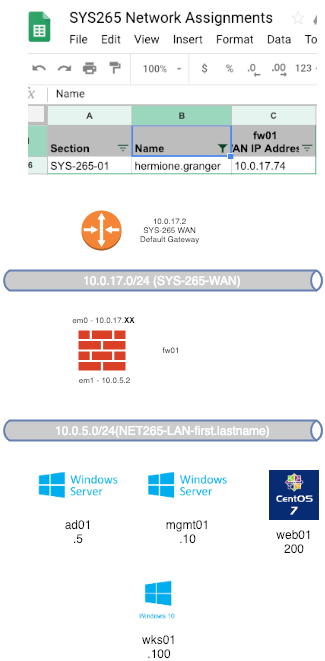 SYS265 Network Assignments
File Edit View Insert Format Data To
100% $ % .0 .00 123
fx Name
A B C
Section Name fw01
AN IP Addres
6 SYS-265-01 hermione.granger 10.0.17.74
10.0.17.2
SYS-265 WAN
Default Gateway
10.0.17.0/24 (SYS-265-WAN)
em0 - 10.0.17.XX
fw01
em1 - 10.0.5.2
10.0.5.0/24(NET265-LAN-first.lastname)
Windows Server
Windows Server
CentOS
7
ad01
.5
mgmt01
.10
web01
200
Windows 10
wks01
.100